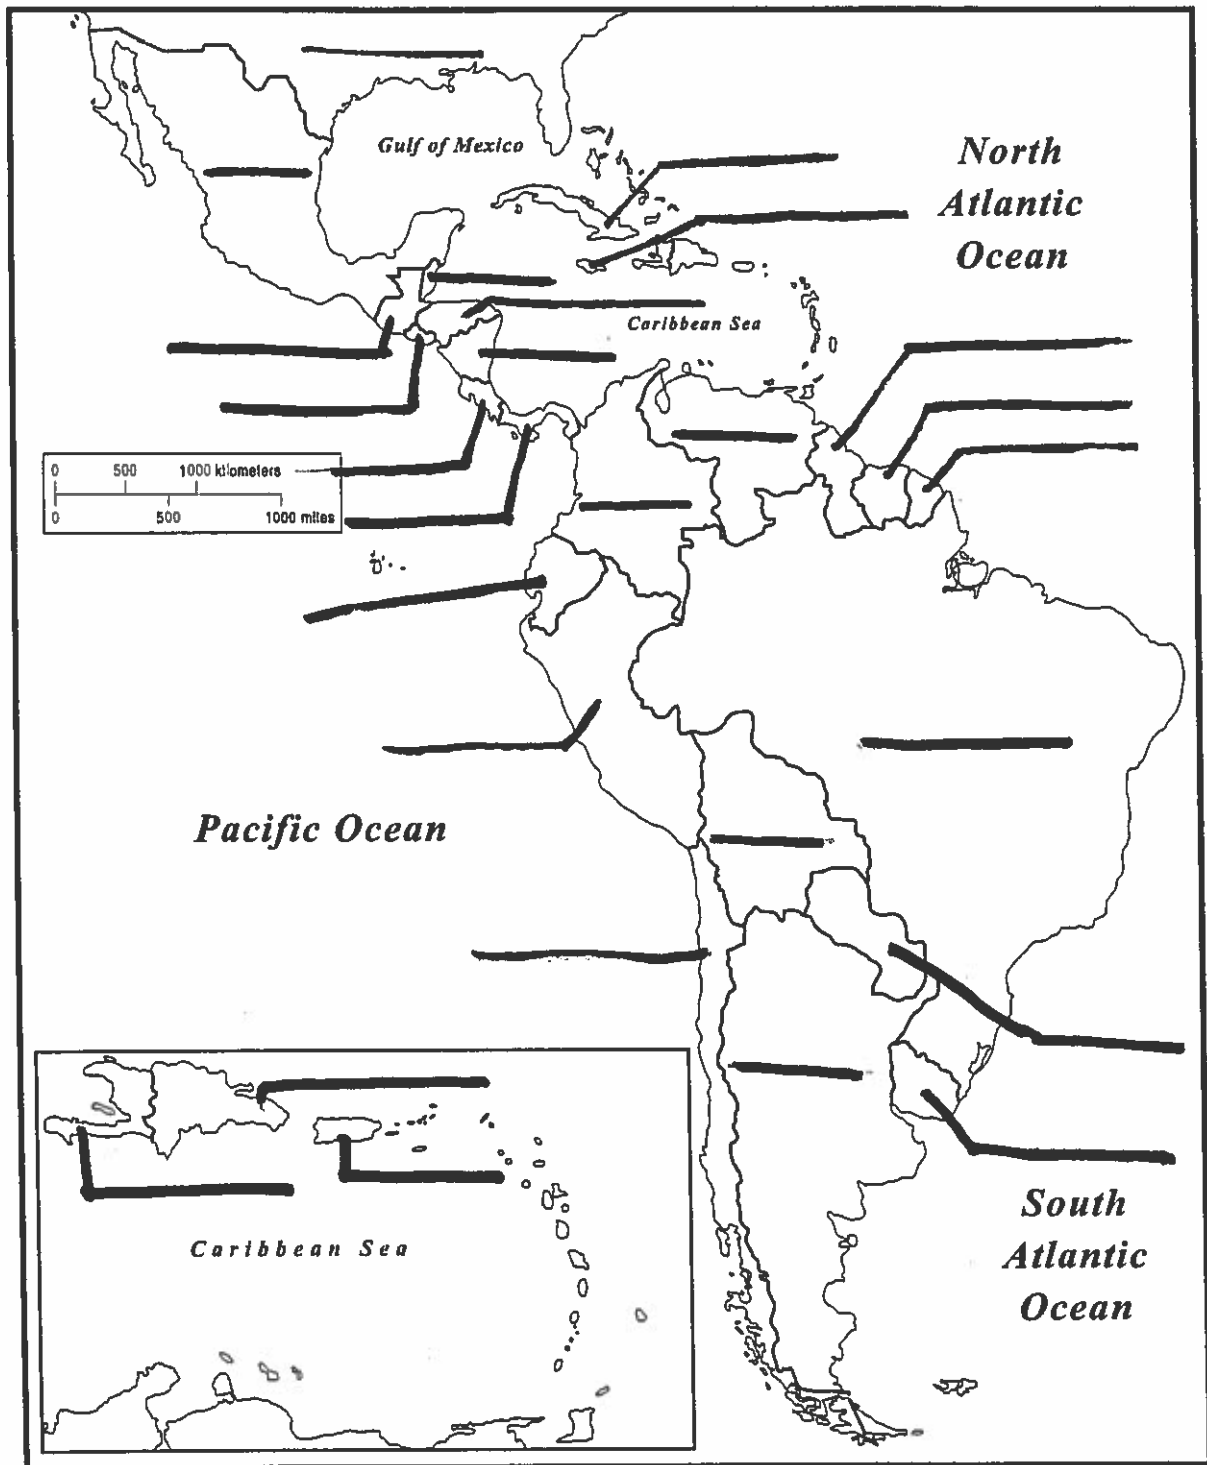 Gulf of Mexico
North
Atlantic
Ocean
Caribbean Sea
0 500 1000 kilometers
0 500 1000 miles
Pacific Ocean
Caribbean Sea
South
Atlantic
Ocean